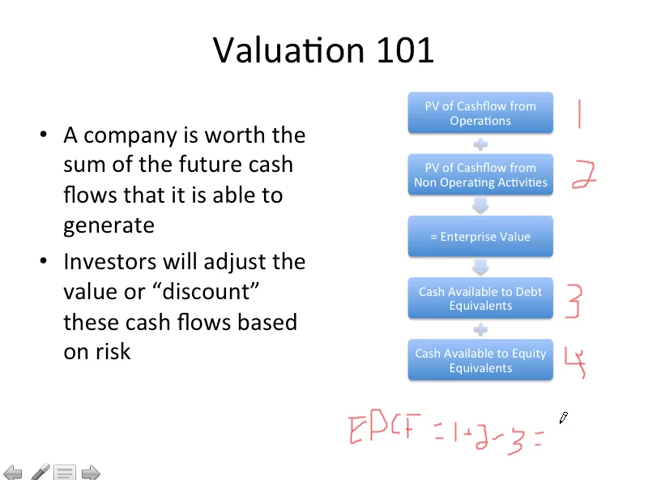 Valuation 101
• A company is worth the
sum of the future cash
flows that it is able to
generate
• Investors will adjust the
value or “discount”
these cash flows based
on risk
PV of Cashflow from
Operations
1
PV of Cashflow from
Non Operating Activities
2
= Enterprise Value
Cash Available to Debt
Equivalents
3
Cash Available to Equity
Equivalents
4
EDCF = 1+2-3=